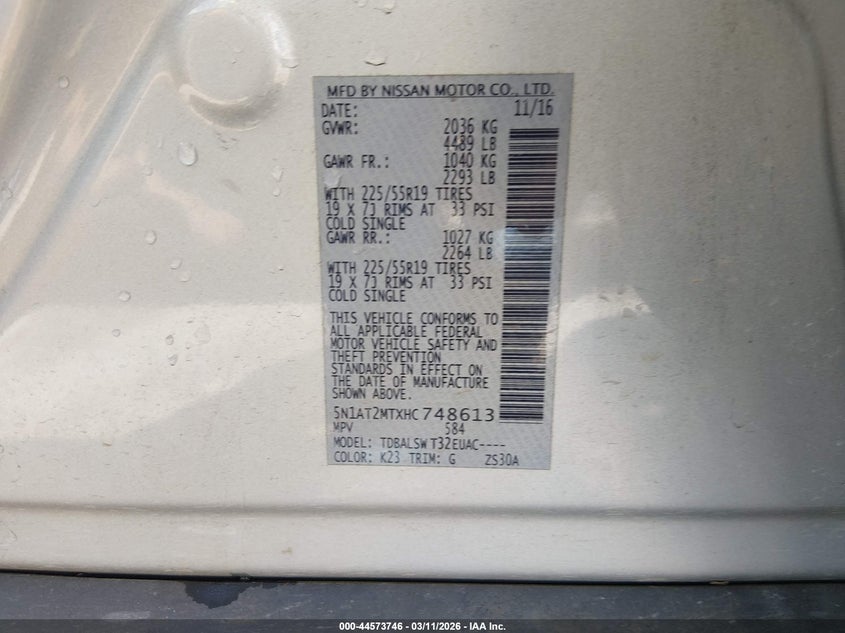 MFD BY NISSAN MOTOR CO., LTD.
DATE: 11/16
GVWR: 2036 KG
4489 LB
GAWR FR.: 1040 KG
2293 LB
WITH 225/55R19 TIRES
19 X 7J RIMS AT 33 PSI
COLD SINGLE
GAWR RR.: 1027 KG
2264 LB
WITH 225/55R19 TIRES
19 X 7J RIMS AT 33 PSI
COLD SINGLE
THIS VEHICLE CONFORMS TO
ALL APPLICABLE FEDERAL
MOTOR VEHICLE SAFETY AND
THEFT PREVENTION
STANDARDS IN EFFECT ON
THE DATE OF MANUFACTURE
SHOWN ABOVE.
5N1AT2MTXHC748613
MPV 584
MODEL: TDBALSWT32EUAC----
COLOR: K23 TRIM: G ZS30A
000-44573746 - 03/11/2026 - IAA Inc.